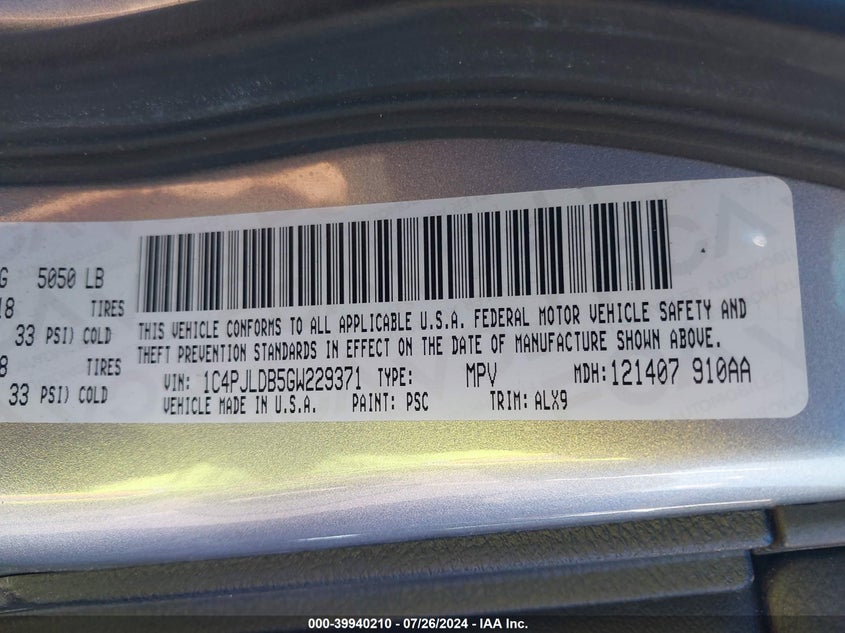 G 5050 LB
18 TIRES
33 PSI) COLD
8 TIRES
33 PSI) COLD
THIS VEHICLE CONFORMS TO ALL APPLICABLE U.S.A. FEDERAL MOTOR VEHICLE SAFETY AND
THEFT PREVENTION STANDARDS IN EFFECT ON THE DATE OF MANUFACTURE SHOWN ABOVE.
VIN: 1C4PJLDB5GW229371 TYPE: MPV MDH:121407 910AA
VEHICLE MADE IN U.S.A. PAINT: PSC TRIM:ALX9
000-39940210 - 07/26/2024 - IAA Inc.